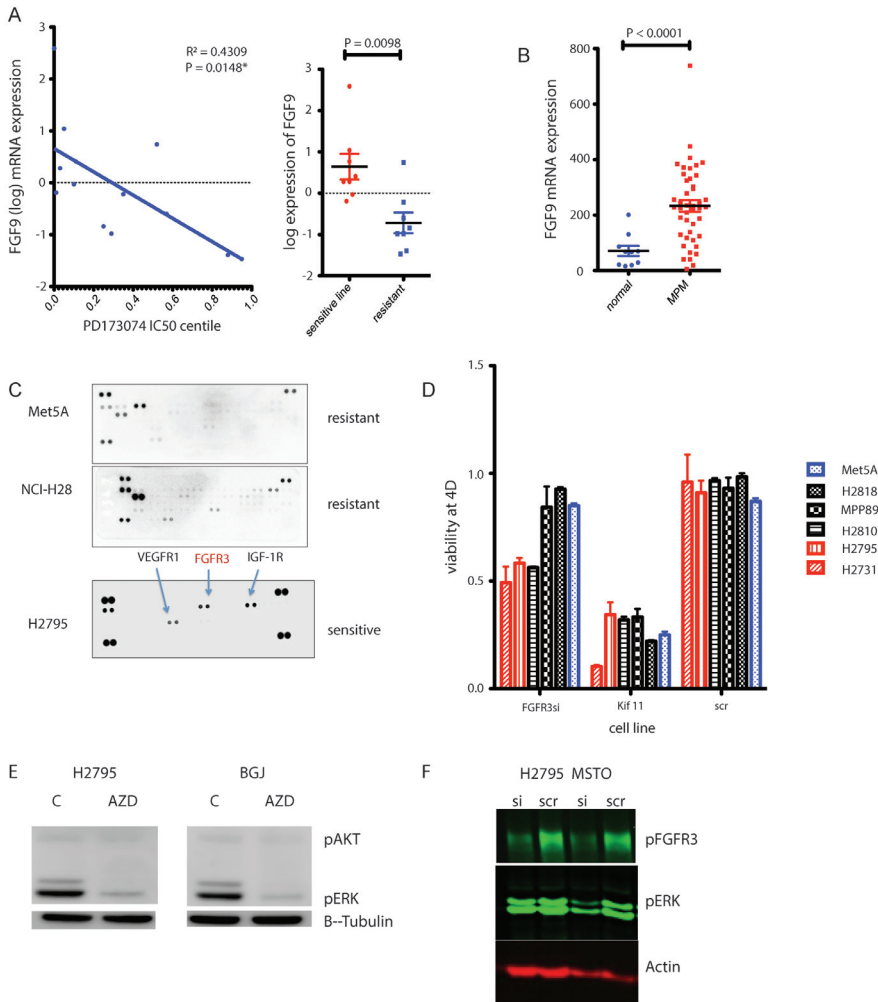 A
R² = 0.4309
P = 0.0148*
FGF9 (log) mRNA expression
3
2
1
0
-1
-2
0.0
0.2
0.4
0.6
0.8
1.0
PD173074 IC50 centile
P = 0.0098
log expression of FGF9
3
2
1
0
-1
-2
sensitive line
resistant
B
P < 0.0001
FGF9 mRNA expression
800
600
400
200
0
normal
MPM
C
Met5A
resistant
NCI-H28
resistant
VEGFR1
FGFR3
IGF-1R
H2795
sensitive
D
viability at 4D
1.5
1.0
0.5
0.0
FGFR3si
Kif 11
scr
cell line
Met5A
H2818
MPP89
H2810
H2795
H2731
E
H2795
BGJ
C
AZD
C
AZD
pAKT
pERK
B--Tubulin
F
H2795 MSTO
si scr si scr
pFGFR3
pERK
Actin